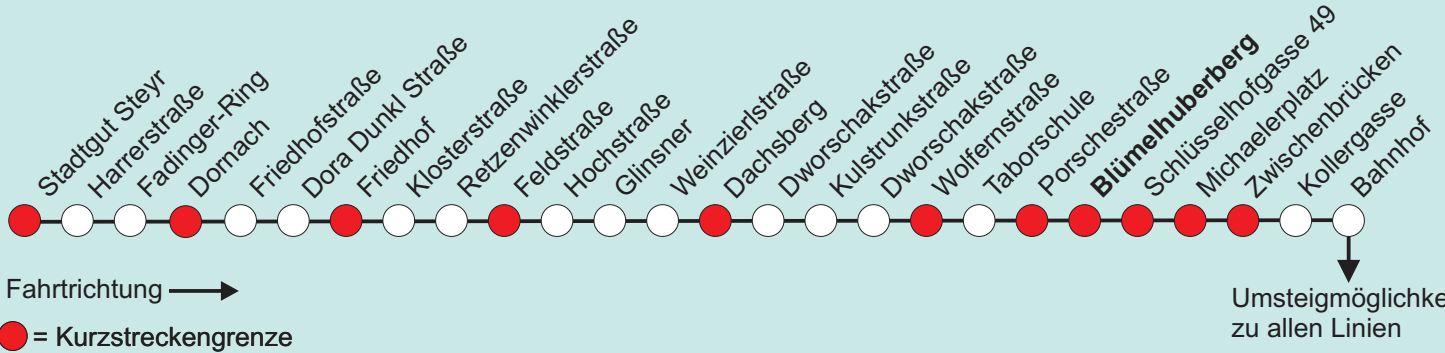 Stadtgut Steyr
Harrerstraße
Fadinger-Ring
Dornach
Friedhofstraße
Dora Dunkl Straße
Friedhof
Klosterstraße
Retzenwinklerstraße
Feldstraße
Hochstraße
Glinsner
Weinzierlstraße
Dachsberg
Dworschakstraße
Kulstrunkstraße
Dworschakstraße
Wolfernstraße
Taborschule
Porschestraße
Blümelhuberberg
Schlüsselhofgasse 49
Michaelerplatz
Zwischenbrücken
Kollergasse
Bahnhof
Fahrtrichtung
= Kurzstreckengrenze
Umsteigmöglichke
zu allen Linien